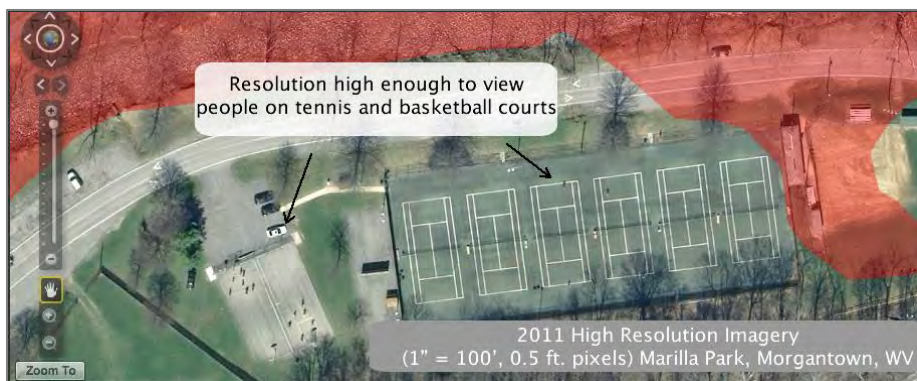 Resolution high enough to view
people on tennis and basketball courts
2011 High Resolution Imagery
(1" = 100', 0.5 ft. pixels) Marilla Park, Morgantown, WV
Zoom To